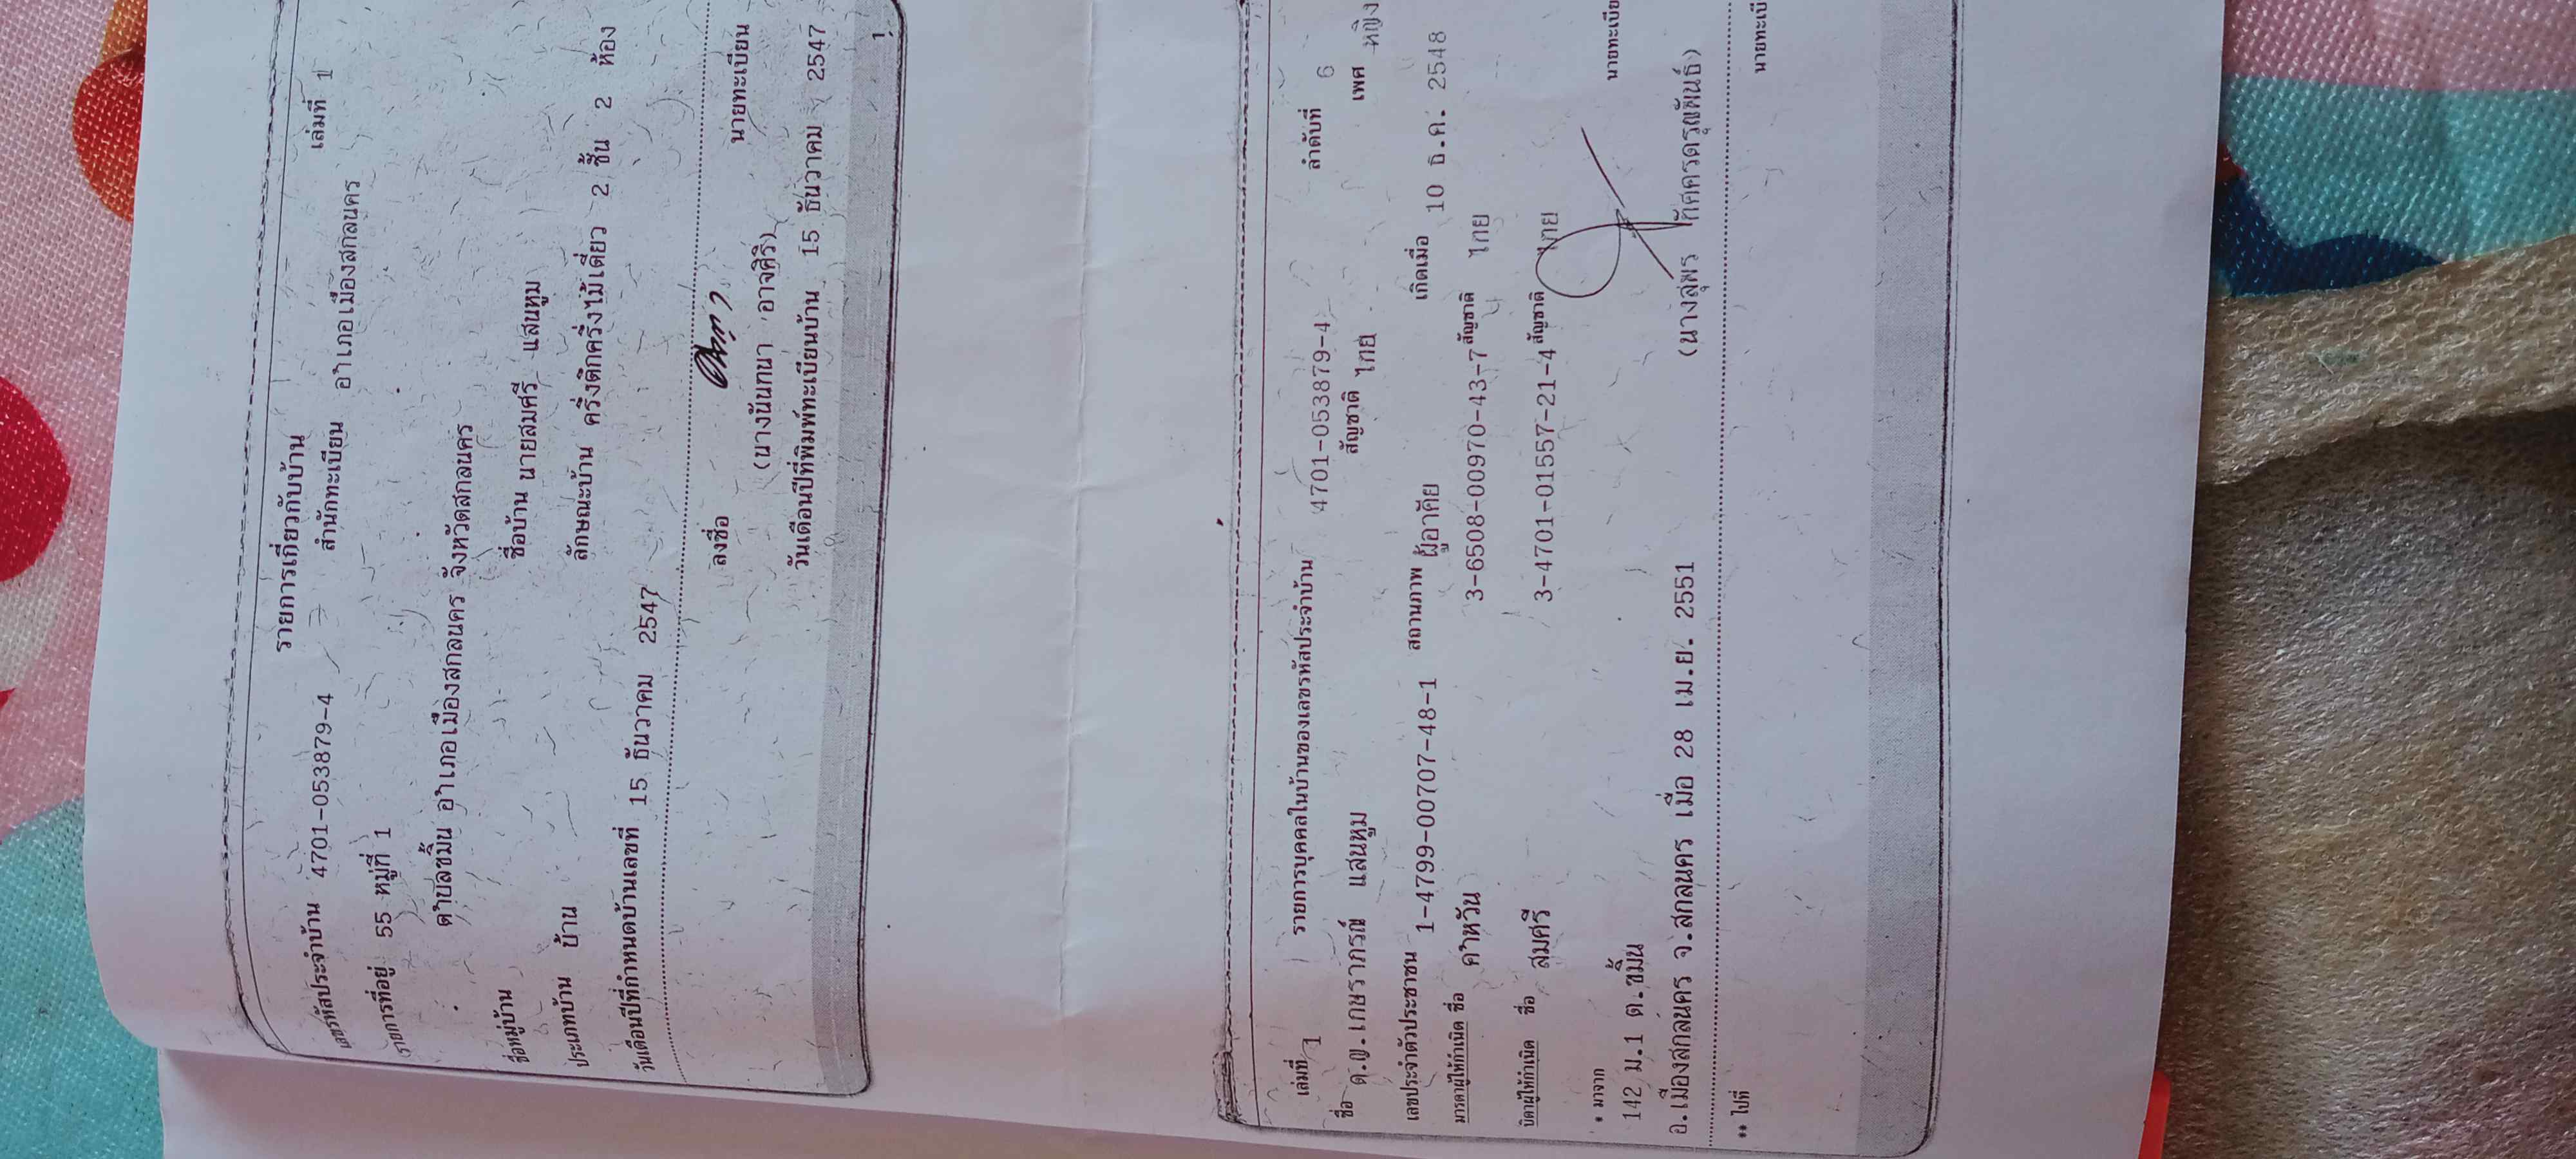 รายการเกี่ยวกับบ้าน
เล่มที่ 1
เลขรหัสประจำบ้าน 4701-053879-4 สำนักทะเบียน อำเภอเมืองสกลนคร
รายการที่อยู่ 55 หมู่ที่ 1
ตำบลขมิ้น อำเภอเมืองสกลนคร จังหวัดสกลนคร
ชื่อหมู่บ้าน ชื่อบ้าน นายสมศรี แสนหูม
ประเภทบ้าน บ้าน ลักษณะบ้าน ครึ่งตึกครึ่งไม้เดี่ยว 2 ชั้น 2 ห้อง
วันเดือนปีที่กำหนดบ้านเลขที่ 15 ธันวาคม 2547
ลงชื่อ นายทะเบียน
(นางนันทนา อาจศิริ)
วันเดือนปีที่พิมพ์ทะเบียนบ้าน 15 ธันวาคม 2547
1
เล่มที่ 1 รายการบุคคลในบ้านของเลขรหัสประจำบ้าน 4701-053879-4 ลำดับที่ 6
ชื่อ ด.ญ.เกษราภรณ์ แสนหูม สัญชาติ ไทย เพศ หญิง
เลขประจำตัวประชาชน 1-4799-00707-48-1 สถานภาพ ผู้อาศัย เกิดเมื่อ 10 ธ.ค. 2548
มารดาผู้ให้กำเนิด ชื่อ คำหวัน 3-6508-00970-43-7 สัญชาติ ไทย
บิดาผู้ให้กำเนิด ชื่อ สมศรี 3-4701-01557-21-4 สัญชาติ ไทย
* มาจาก
142 ม.1 ต.ขมิ้น นายทะเบีย
อ.เมืองสกลนคร จ.สกลนคร เมื่อ 28 เม.ย. 2551 (นางสุพร ทัศคครดรุณพันธ์)
** ไปที่ นายทะเบี